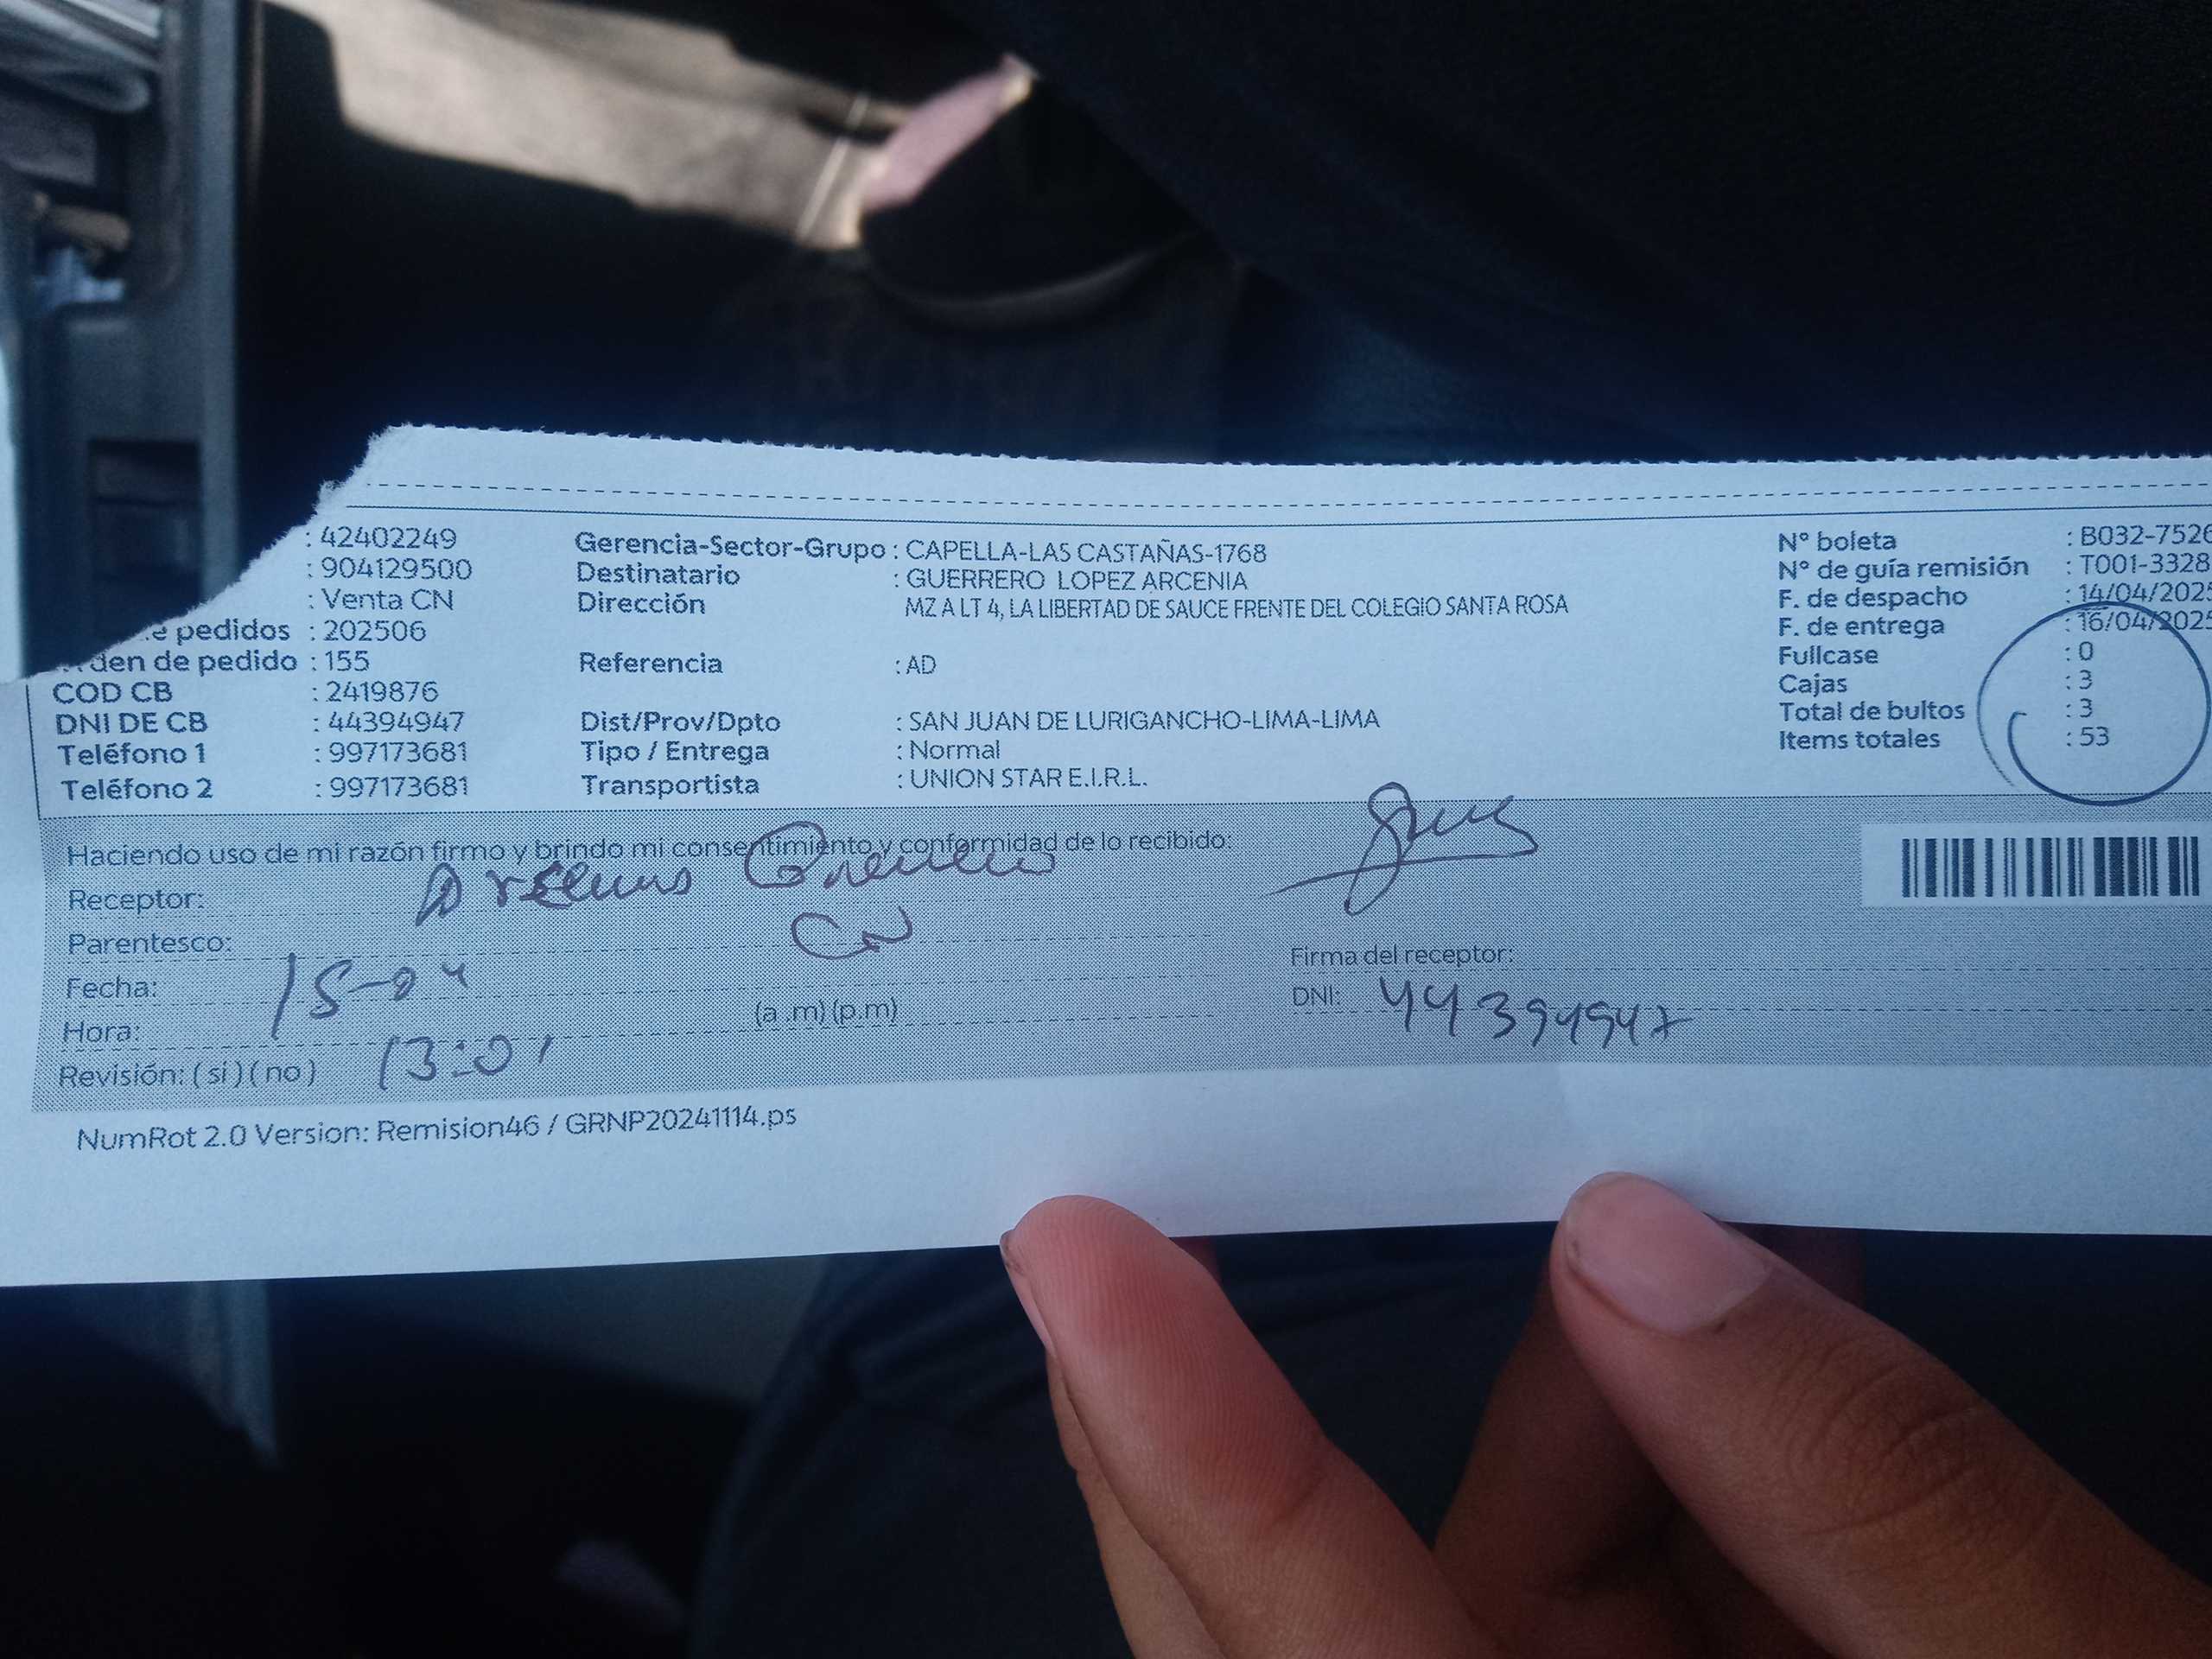 : 42402249
: 904129500
: Venta CN
e pedidos : 202506
den de pedido : 155
COD CB : 2419876
DNI DE CB : 44394947
Teléfono 1 : 997173681
Teléfono 2 : 997173681
Gerencia-Sector-Grupo : CAPELLA-LAS CASTAÑAS-1768
Destinatario : GUERRERO LOPEZ ARCENIA
Dirección MZ A LT 4, LA LIBERTAD DE SAUCE FRENTE DEL COLEGIO SANTA ROSA
Referencia : AD
Dist/Prov/Dpto : SAN JUAN DE LURIGANCHO-LIMA-LIMA
Tipo / Entrega : Normal
Transportista : UNION STAR E.I.R.L.
N° boleta : B032-7526
N° de guía remisión : T001-3328
F. de despacho : 14/04/2025
F. de entrega : 16/04/2025
Fullcase : 0
Cajas : 3
Total de bultos : 3
Items totales : 53
Haciendo uso de mi razón firmo y brindo mi consentimiento y conformidad de lo recibido:
Receptor:
Parentesco: CN
Fecha: 15-04
Hora: 13:01 (a.m) (p.m)
Revisión: ( si ) ( no )
Firma del receptor:
DNI: 44394947
NumRot 2.0 Version: Remision46 / GRNP20241114.ps